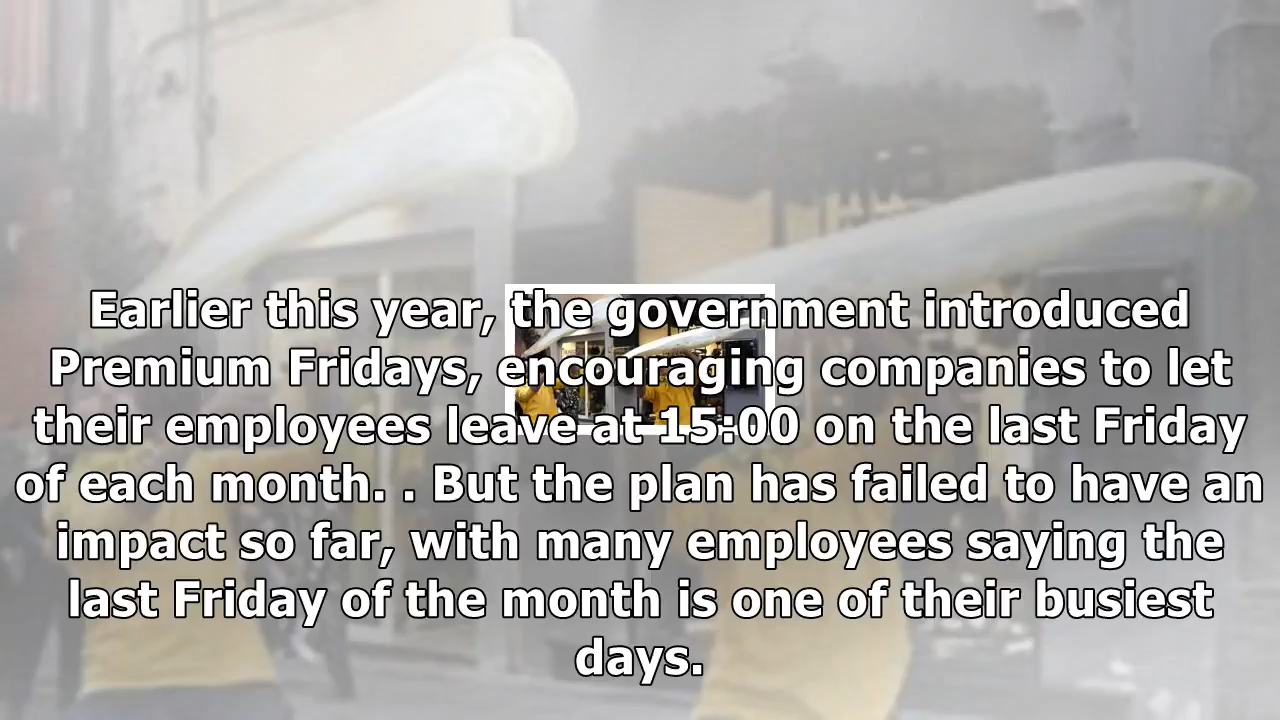 Earlier this year, the government introduced
Premium Fridays, encouraging companies to let
their employees leave at 15:00 on the last Friday
of each month. . But the plan has failed to have an
impact so far, with many employees saying the
last Friday of the month is one of their busiest
days.